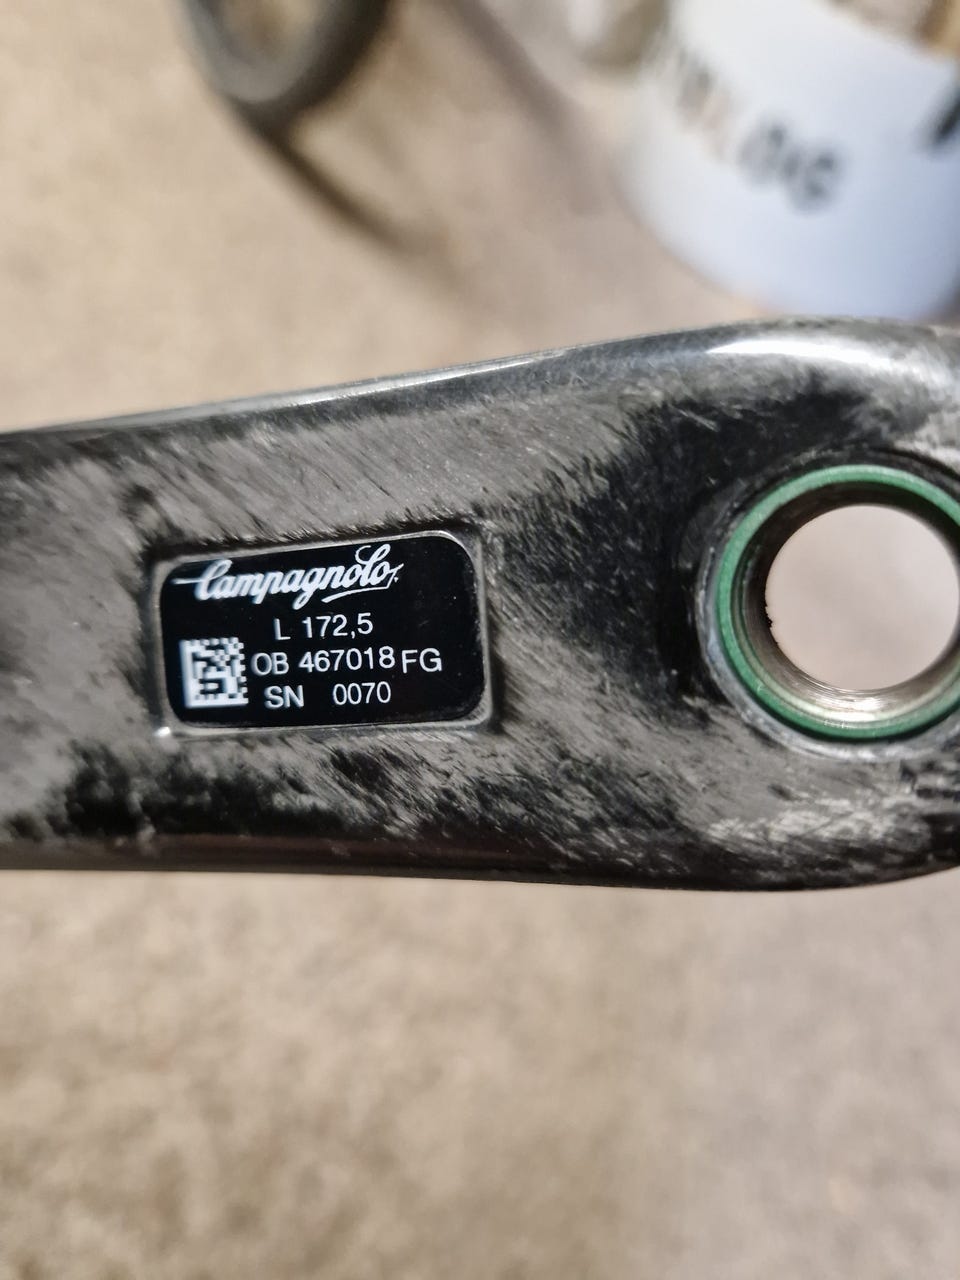 Campagnolo
L 172,5
OB 467018 FG
SN 0070